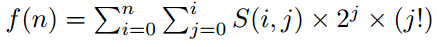 f(n) = ∑_{i=0}^{n} ∑_{j=0}^{i} S(i, j) × 2^j × (j!)